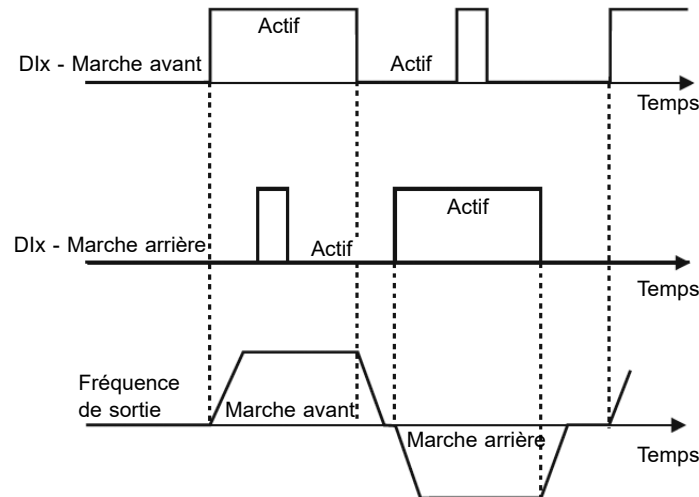 Actif
DIx - Marche avant
Actif
Temps
Actif
DIx - Marche arrière
Actif
Temps
Fréquence
de sortie
Marche avant
Marche arrière
Temps